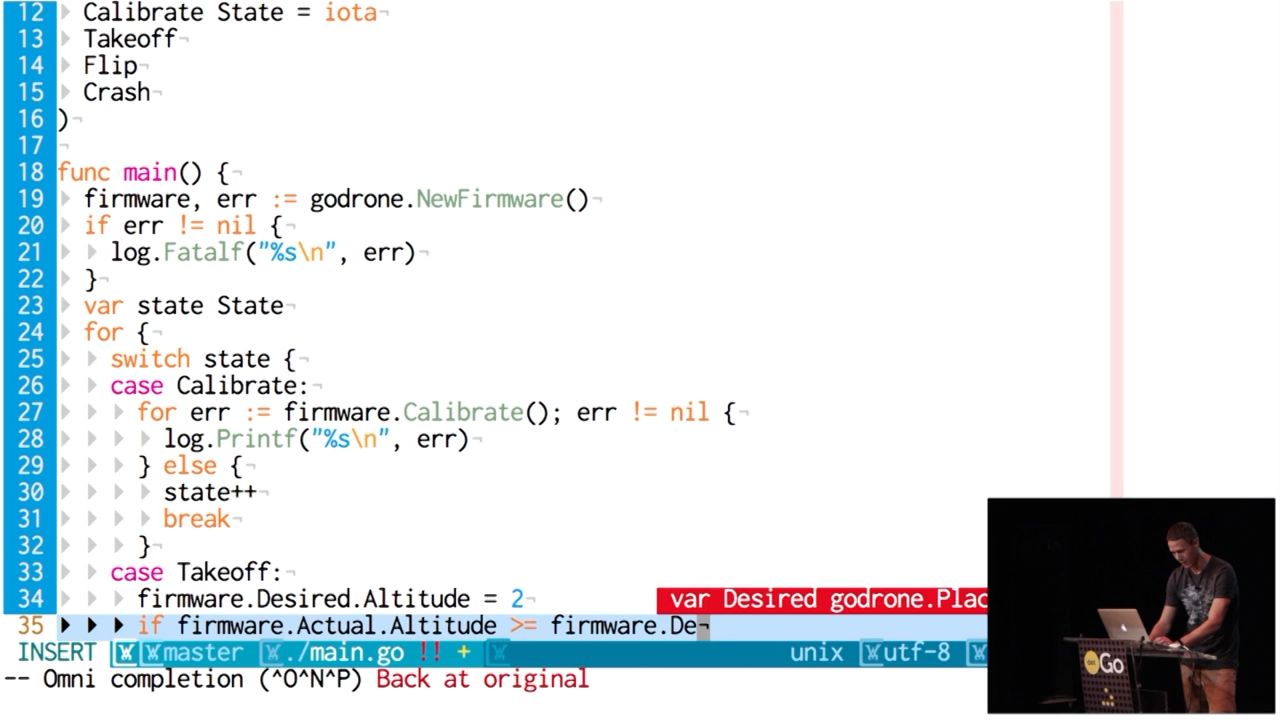 12 Calibrate State = iota¬
13 Takeoff¬
14 Flip¬
15 Crash¬
16 )¬
17 ¬
18 func main() {¬
19 firmware, err := godrone.NewFirmware()¬
20 if err != nil {¬
21 log.Fatalf("%s\n", err)¬
22 }¬
23 var state State¬
24 for {¬
25 switch state {¬
26 case Calibrate:¬
27 for err := firmware.Calibrate(); err != nil {¬
28 log.Printf("%s\n", err)¬
29 } else {¬
30 state++¬
31 break¬
32 }¬
33 case Takeoff:¬
34 firmware.Desired.Altitude = 2¬ var Desired godrone.Plac
35 if firmware.Actual.Altitude >= firmware.De¬
INSERT master ./main.go !! + unix utf-8
-- Omni completion (^O^N^P) Back at original
Go